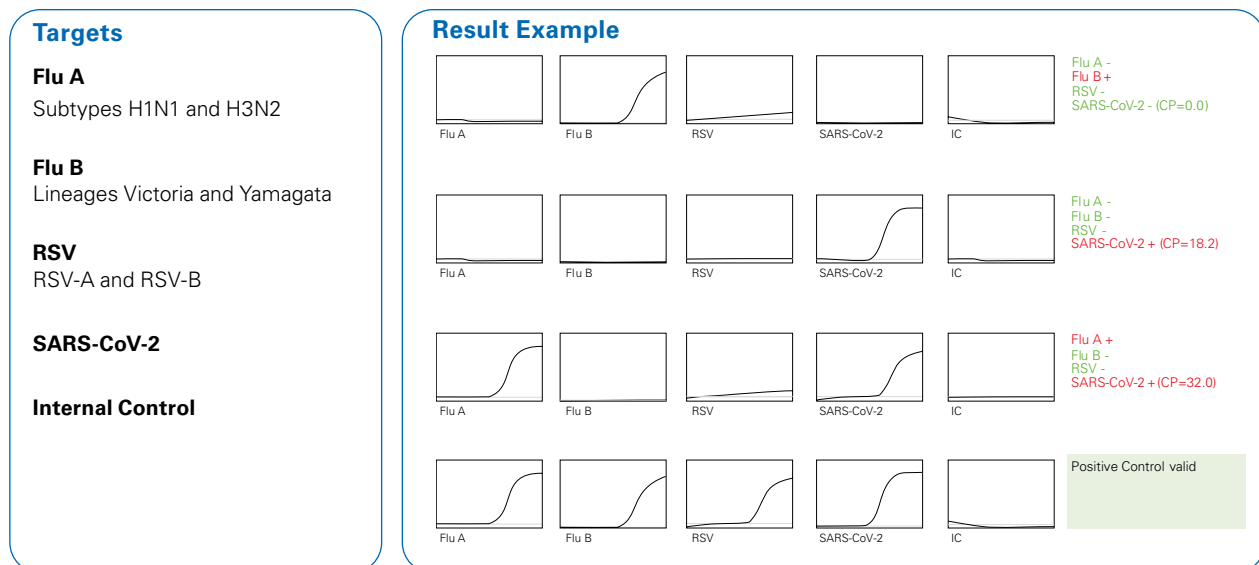 Targets
Flu A
Subtypes H1N1 and H3N2
Flu B
Lineages Victoria and Yamagata
RSV
RSV-A and RSV-B
SARS-CoV-2
Internal Control
Result Example
Flu A
Flu B
RSV
SARS-CoV-2
IC
Flu A -
Flu B +
RSV -
SARS-CoV-2 - (CP=0.0)
Flu A
Flu B
RSV
SARS-CoV-2
IC
Flu A -
Flu B -
RSV -
SARS-CoV-2 + (CP=18.2)
Flu A
Flu B
RSV
SARS-CoV-2
IC
Flu A +
Flu B -
RSV -
SARS-CoV-2 + (CP=32.0)
Flu A
Flu B
RSV
SARS-CoV-2
IC
Positive Control valid